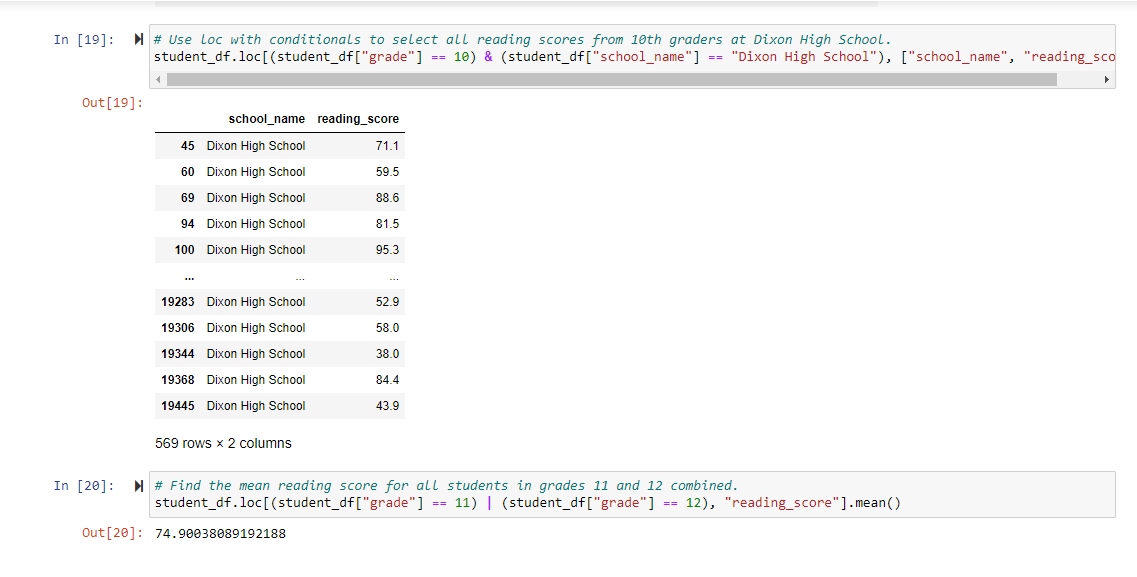 In [19]: # Use loc with conditionals to select all reading scores from 10th graders at Dixon High School.
student_df.loc[(student_df["grade"] == 10) & (student_df["school_name"] == "Dixon High School"), ["school_name", "reading_sco
Out[19]:
school_name reading_score
45 Dixon High School 71.1
60 Dixon High School 59.5
69 Dixon High School 88.6
94 Dixon High School 81.5
100 Dixon High School 95.3
... ... ...
19283 Dixon High School 52.9
19306 Dixon High School 58.0
19344 Dixon High School 38.0
19368 Dixon High School 84.4
19445 Dixon High School 43.9
569 rows × 2 columns
In [20]: # Find the mean reading score for all students in grades 11 and 12 combined.
student_df.loc[(student_df["grade"] == 11) | (student_df["grade"] == 12), "reading_score"].mean()
Out[20]: 74.90038089192188